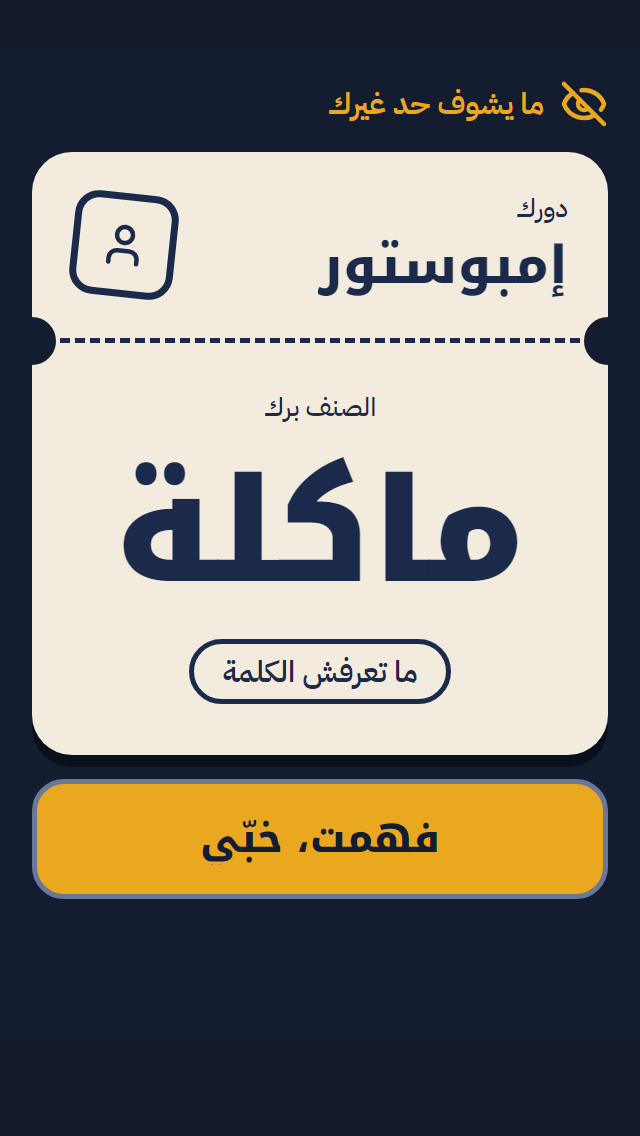 ما يشوف حد غيرك
دورك
إمبوستور
الصنف برك
ماكلة
ما تعرفش الكلمة
فهمت، خبّي